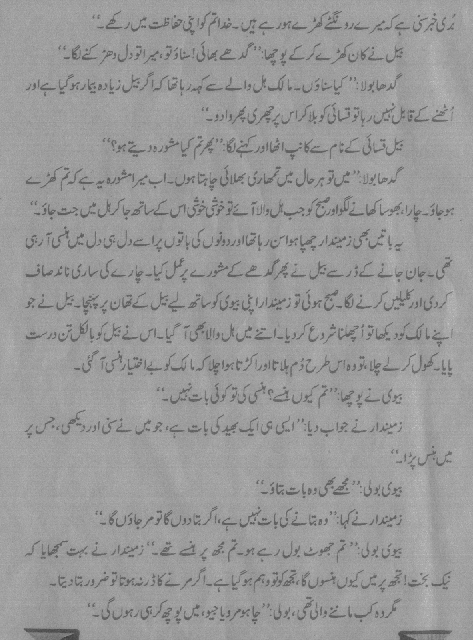 بُری خبر سنی ہے کہ میرے رونگٹے کھڑے ہو رہے ہیں۔ خدا تم کو اپنی حفاظت میں رکھے۔‘‘
بیل نے کان کھڑے کر کے پوچھا: ’’گدھے بھائی! سناؤ تو، میرا تو دل دھڑکنے لگا۔‘‘
گدھا بولا: ’’کیا سناؤں۔ مالک ہل والے سے کہہ رہا تھا کہ اگر بیل زیادہ بیمار ہو گیا ہے اور
اُٹھنے کے قابل نہیں رہا تو قسائی کو بلا کر اس پر چھری پھروا دو۔‘‘
بیل قسائی کے نام سے کانپ اٹھا اور کہنے لگا: ’’پھر تم کیا مشورہ دیتے ہو؟‘‘
گدھا بولا: ’’میں تو ہر حال میں تمھاری بھلائی چاہتا ہوں۔ اب میرا مشورہ یہ ہے کہ تم کھڑے
ہو جاؤ۔ چارا، بھوسا کھانے لگو اور صبح کو جب ہل والا آئے تو خوشی خوشی اس کے ساتھ جا کر ہل میں جت جاؤ۔‘‘
یہ باتیں بھی زمیندار چھپا ہوا سن رہا تھا اور دونوں کی باتوں پر اسے دل ہی دل میں ہنسی آ رہی
تھی۔ جان جانے کے ڈر سے بیل نے پھر گدھے کے مشورے پر عمل کیا۔ چارے کی ساری ناند صاف
کر دی اور کلیلیں کرنے لگا۔ صبح ہوئی تو زمیندار اپنی بیوی کو ساتھ لیے بیل کے تھان پر پہنچا۔ بیل نے جو
اپنے مالک کو دیکھا تو اُچھلنا شروع کر دیا۔ اتنے میں ہل والا بھی آ گیا۔ اس نے بیل کو بالکل تن درست
پایا۔ کھول کر لے چلا، تو وہ اس طرح دُم ہلاتا اور اکڑتا ہوا چلا کہ مالک کو بے اختیار ہنسی آ گئی۔
بیوی نے پوچھا: ’’تم کیوں ہنسے؟ ہنسی کی تو کوئی بات نہیں۔‘‘
زمیندار نے جواب دیا: ’’ایسی ہی ایک بھید کی بات ہے، جو میں نے سنی اور دیکھی، جس پر
میں ہنس پڑا۔‘‘
بیوی بولی: ’’مجھے بھی وہ بات بتاؤ۔‘‘
زمیندار نے کہا: ’’وہ بتانے کی بات نہیں ہے، اگر بتا دوں گا تو مر جاؤں گا۔‘‘
بیوی بولی: ’’تم جھوٹ بول رہے ہو۔ تم مجھ پر ہنسے تھے۔‘‘ زمیندار نے بہت سمجھایا کہ
نیک بخت! تجھ پر میں کیوں ہنسوں گا، تجھ کو تو وہم ہو گیا ہے۔ اگر مرنے کا ڈر نہ ہوتا تو ضرور بتا دیتا۔
مگر وہ کب ماننے والی تھی، بولی: ’’چاہو مرو یا جیو، میں پوچھ کر ہی رہوں گی۔‘‘